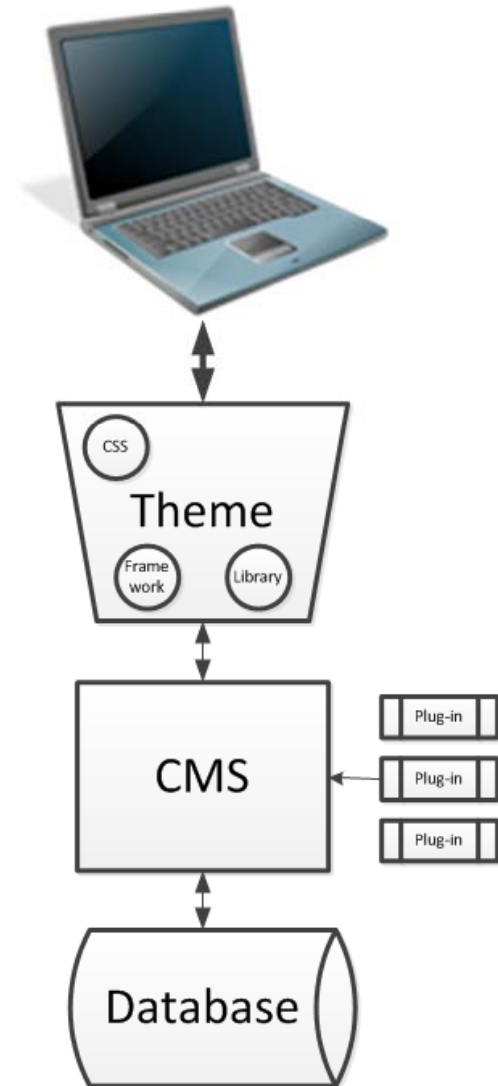 CSS
Theme
Frame
work
Library
CMS
Plug-in
Plug-in
Plug-in
Database